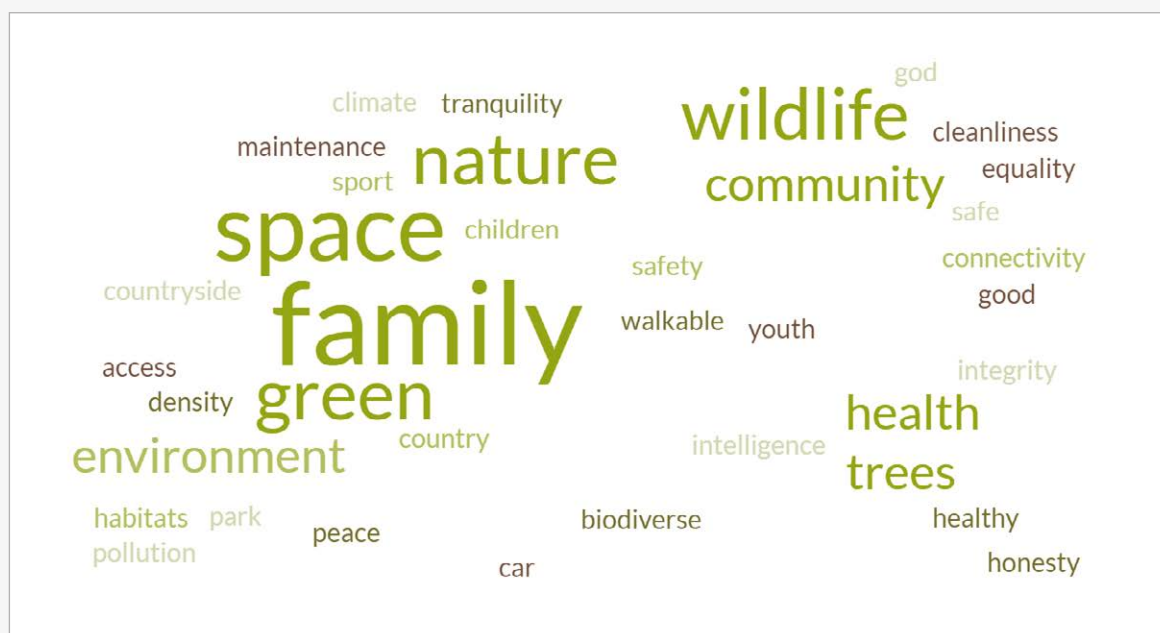 god
climate
tranquility
wildlife
cleanliness
maintenance
nature
equality
sport
community
safe
space
children
connectivity
safety
countryside
good
family
walkable
youth
access
integrity
density
green
health
country
intelligence
environment
trees
habitats
park
healthy
biodiverse
peace
pollution
honesty
car